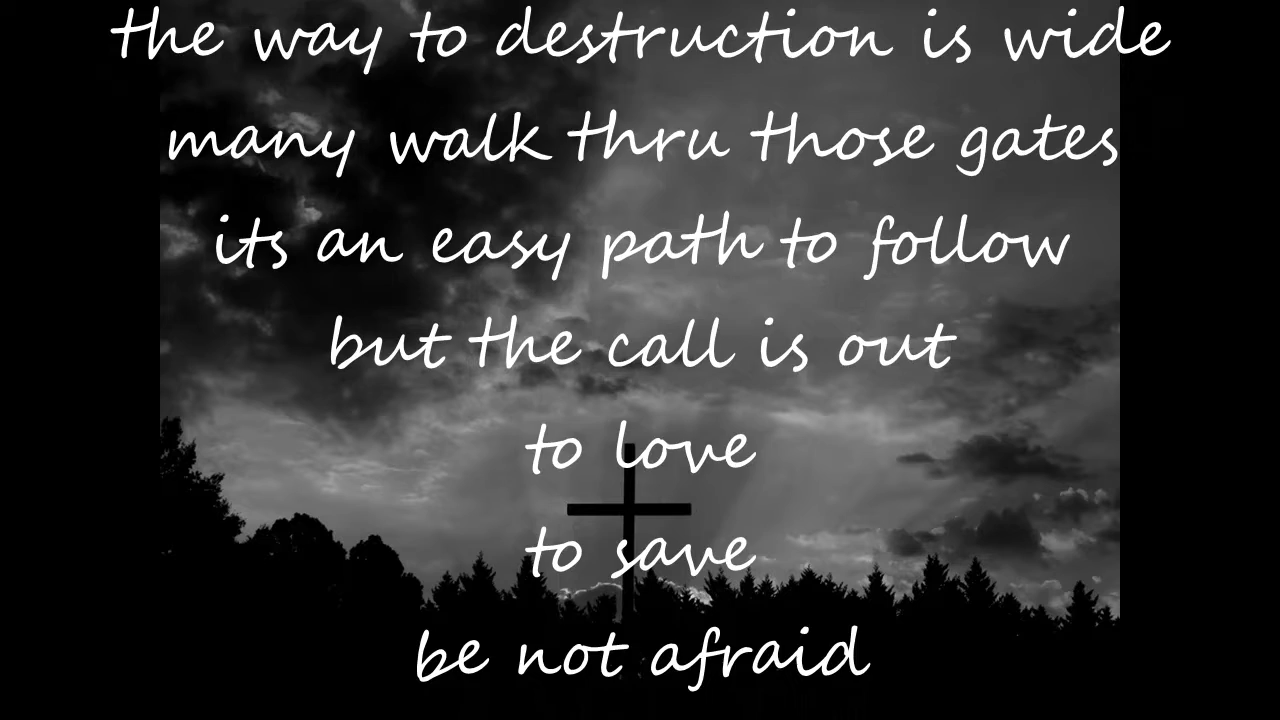 the way to destruction is wide
many walk thru those gates
its an easy path to follow
but the call is out
to love
to save
be not afraid